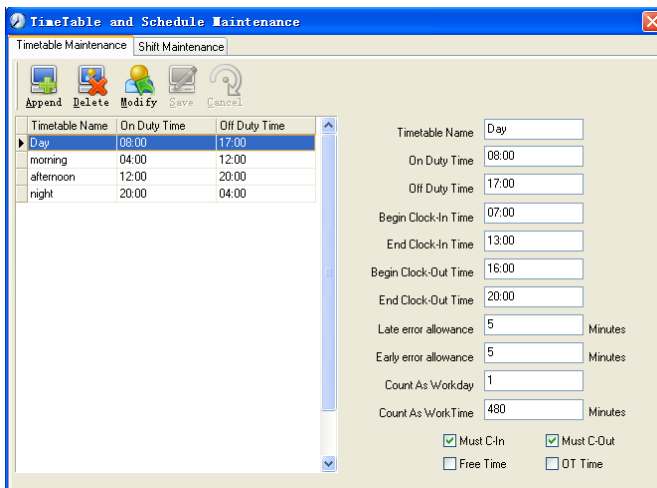 TimeTable and Schedule Maintenance
Timetable Maintenance Shift Maintenance
Append Delete Modify Save Cancel
Timetable Name On Duty Time Off Duty Time
Day 08:00 17:00
morning 04:00 12:00
afternoon 12:00 20:00
night 20:00 04:00
Timetable Name Day
On Duty Time 08:00
Off Duty Time 17:00
Begin Clock-In Time 07:00
End Clock-In Time 13:00
Begin Clock-Out Time 16:00
End Clock-Out Time 20:00
Late error allowance 5 Minutes
Early error allowance 5 Minutes
Count As Workday 1
Count As WorkTime 480 Minutes
Must C-In Must C-Out
Free Time OT Time